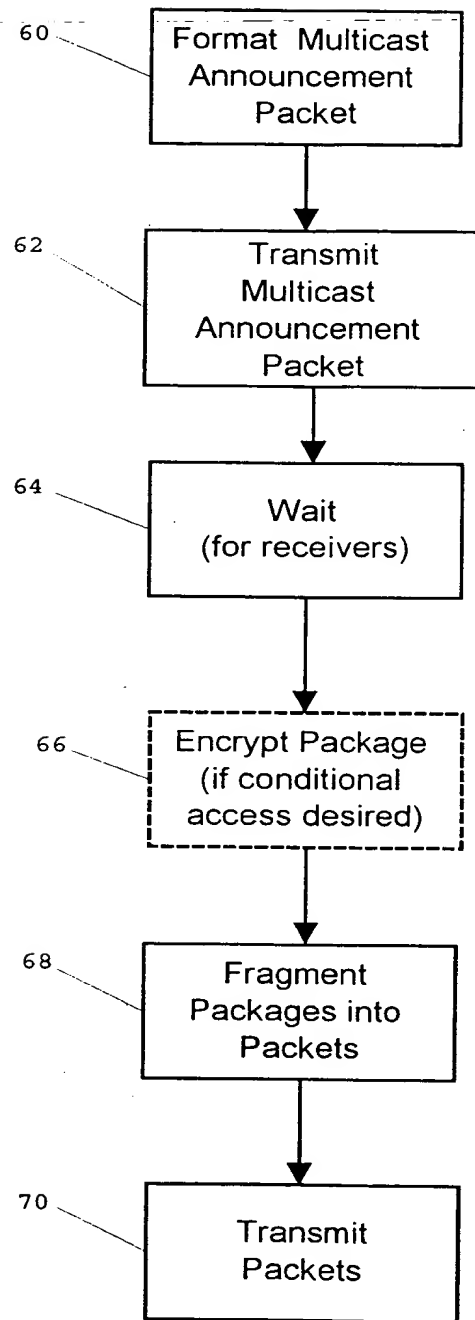 60
Format Multicast
Announcement
Packet
62
Transmit
Multicast
Announcement
Packet
64
Wait
(for receivers)
66
Encrypt Package
(if conditional
access desired)
68
Fragment
Packages into
Packets
70
Transmit
Packets